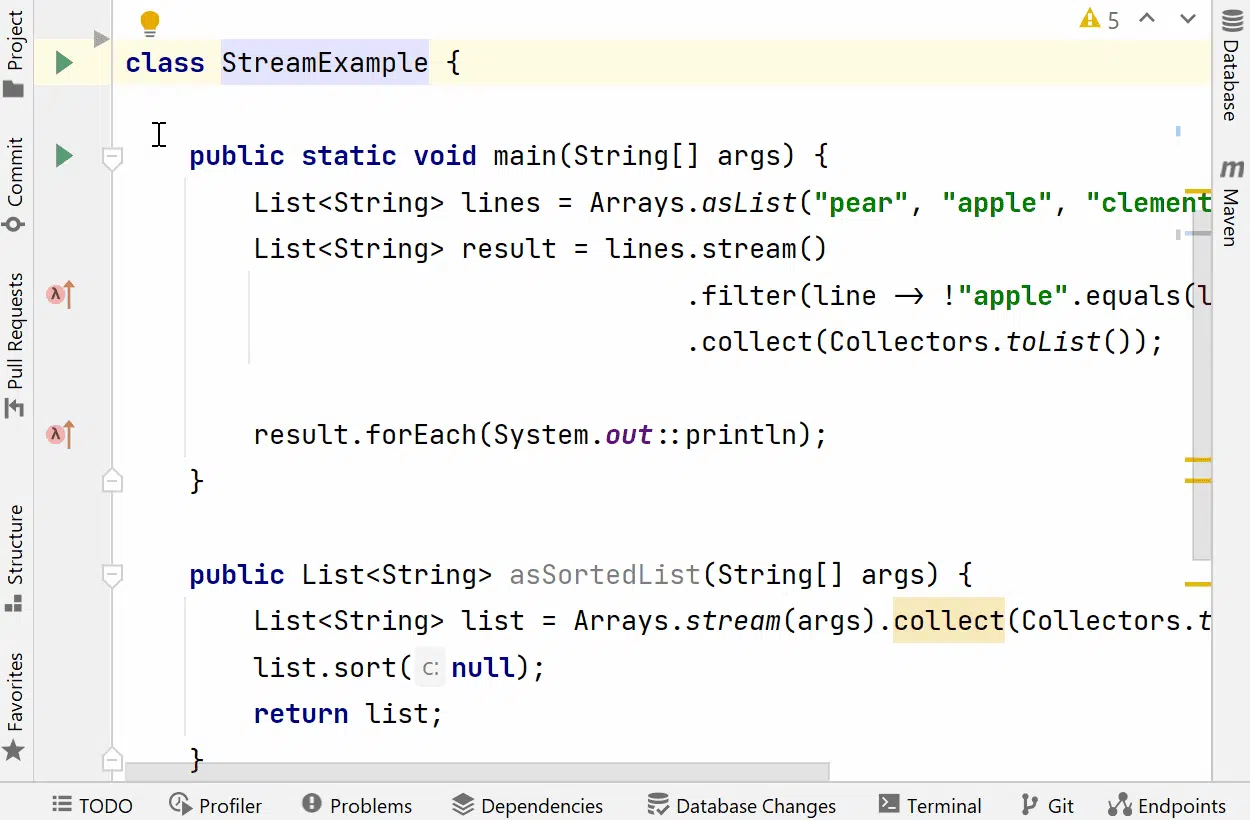 Project
Commit
Pull Requests
Structure
Favorites
5
class StreamExample {
public static void main(String[] args) {
List<String> lines = Arrays.asList("pear", "apple", "clement
List<String> result = lines.stream()
.filter(line -> !"apple".equals(l
.collect(Collectors.toList());
λ
result.forEach(System.out::println);
λ
}
public List<String> asSortedList(String[] args) {
List<String> list = Arrays.stream(args).collect(Collectors.t
list.sort( c: null);
return list;
}
Database
m
Maven
TODO Profiler Problems Dependencies Database Changes Terminal Git Endpoints